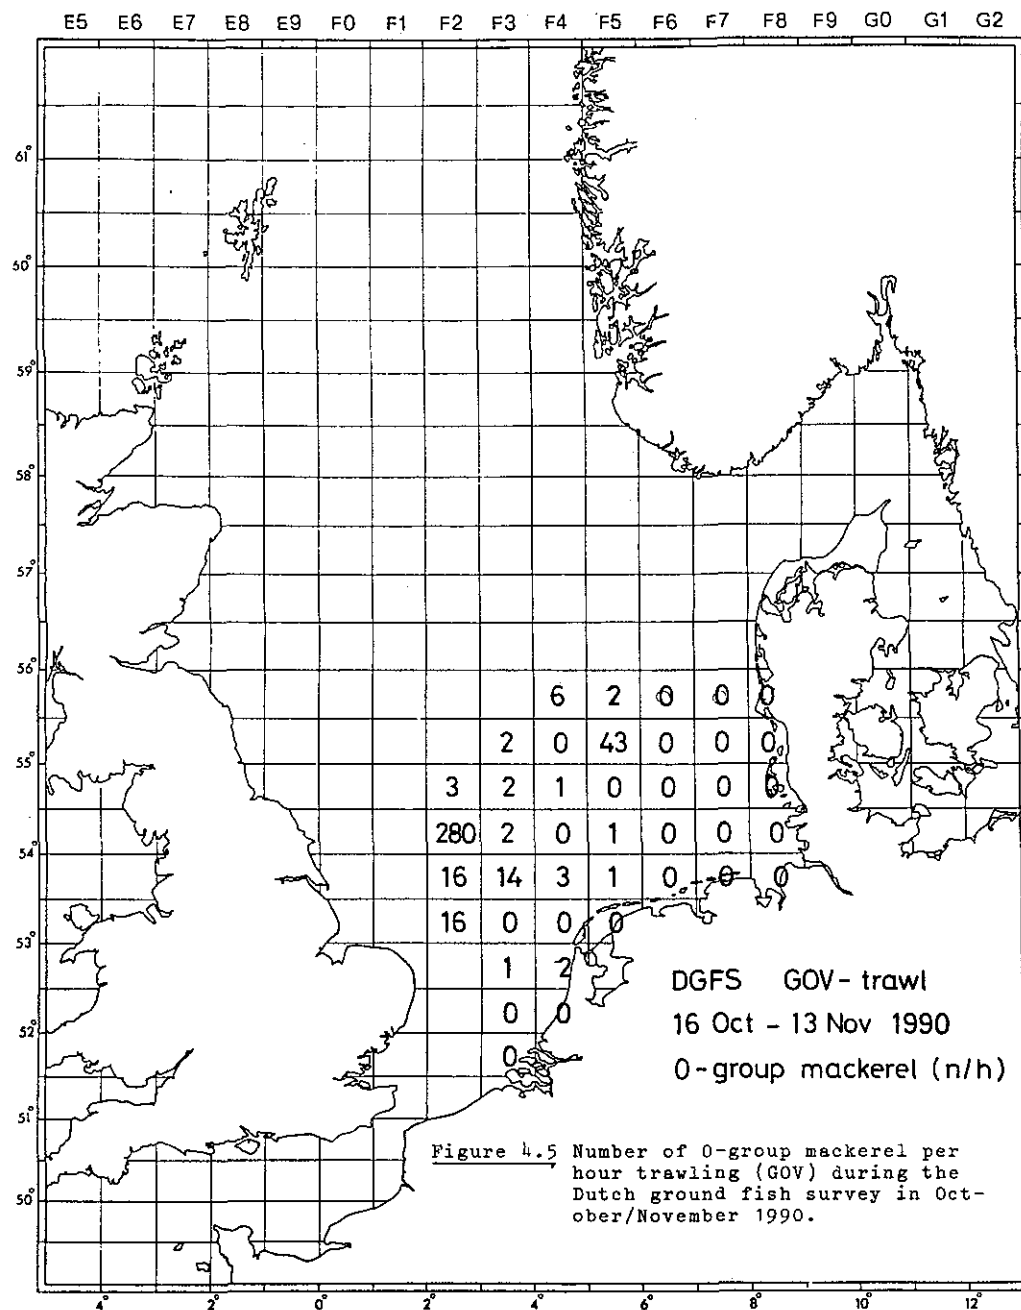 E5 E6 E7 E8 E9 F0 F1 F2 F3 F4 F5 F6 F7 F8 F9 G0 G1 G2
61°
60°
59°
58°
57°
56°
6 2 0 0 0
2 0 43 0 0 0
55°
3 2 1 0 0 0 0
280 2 0 1 0 0 0
54°
16 14 3 1 0 0 0
16 0 0 0
53°
1 2
DGFS GOV-trawl
0 0
16 Oct - 13 Nov 1990
52°
0
0-group mackerel (n/h)
51°
Figure 4.5 Number of 0-group mackerel per
hour trawling (GOV) during the
Dutch ground fish survey in Oct-
ober/November 1990.
50°
4° 2° 0° 2° 4° 6° 8° 10° 12°